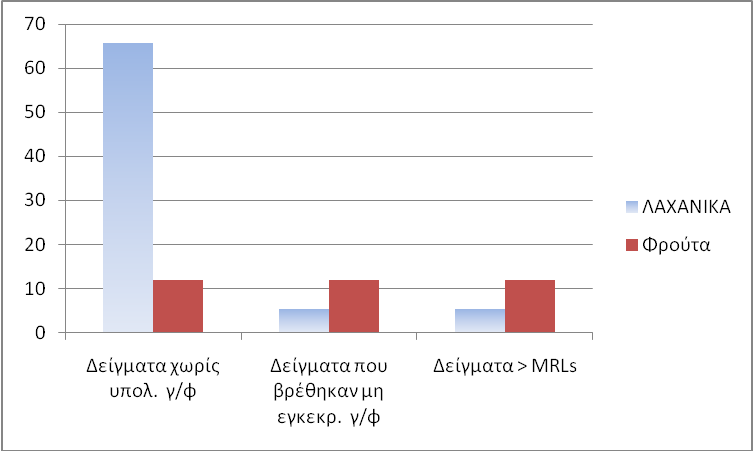 70
60
50
40
30
20
10
0
Δείγματα χωρίς
υπολ. γ/φ
Δείγματα που
βρέθηκαν μη
εγκεκρ. γ/φ
Δείγματα > MRLs
ΛΑΧΑΝΙΚΑ
Φρούτα